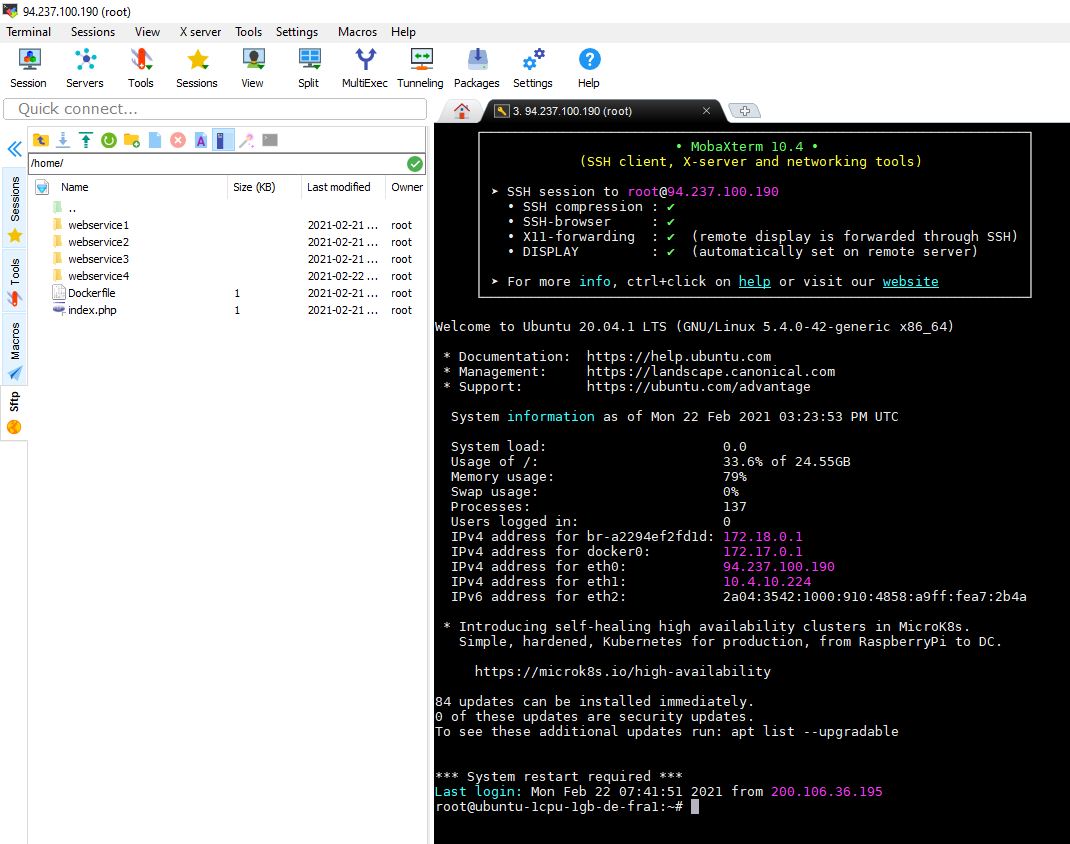 94.237.100.190 (root)
Terminal Sessions View X server Tools Settings Macros Help
Session Servers Tools Sessions View Split MultiExec Tunneling Packages Settings Help
Quick connect...
3. 94.237.100.190 (root)
/home/
Name Size (KB) Last modified Owner
..
webservice1 2021-02-21 ... root
webservice2 2021-02-21 ... root
webservice3 2021-02-21 ... root
webservice4 2021-02-22 ... root
Dockerfile 1 2021-02-21 ... root
index.php 1 2021-02-21 ... root
Sessions
Tools
Macros
Sftp
• MobaXterm 10.4 •
(SSH client, X-server and networking tools)
➤ SSH session to root@94.237.100.190
• SSH compression : ✔
• SSH-browser : ✔
• X11-forwarding : ✔ (remote display is forwarded through SSH)
• DISPLAY : ✔ (automatically set on remote server)
➤ For more info, ctrl+click on help or visit our website
Welcome to Ubuntu 20.04.1 LTS (GNU/Linux 5.4.0-42-generic x86_64)
* Documentation: https://help.ubuntu.com
* Management: https://landscape.canonical.com
* Support: https://ubuntu.com/advantage
System information as of Mon 22 Feb 2021 03:23:53 PM UTC
System load: 0.0
Usage of /: 33.6% of 24.55GB
Memory usage: 79%
Swap usage: 0%
Processes: 137
Users logged in: 0
IPv4 address for br-a2294ef2fd1d: 172.18.0.1
IPv4 address for docker0: 172.17.0.1
IPv4 address for eth0: 94.237.100.190
IPv4 address for eth1: 10.4.10.224
IPv6 address for eth2: 2a04:3542:1000:910:4858:a9ff:fea7:2b4a
* Introducing self-healing high availability clusters in MicroK8s.
Simple, hardened, Kubernetes for production, from RaspberryPi to DC.
https://microk8s.io/high-availability
84 updates can be installed immediately.
0 of these updates are security updates.
To see these additional updates run: apt list --upgradable
*** System restart required ***
Last login: Mon Feb 22 07:41:51 2021 from 200.106.36.195
root@ubuntu-1cpu-1gb-de-fra1:~#